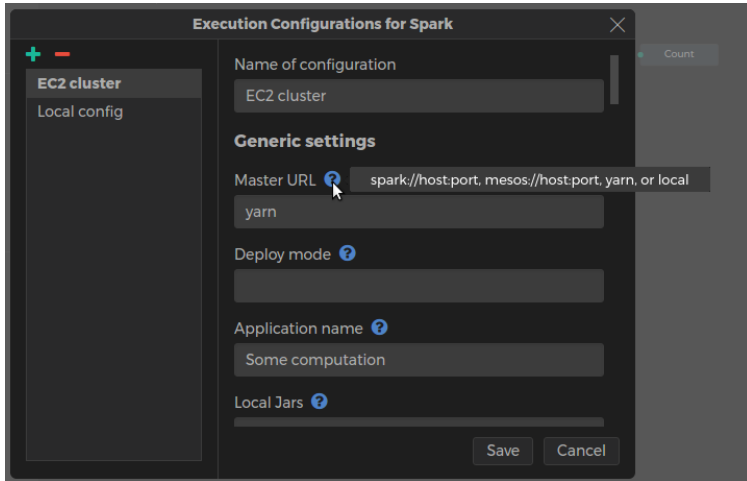 Execution Configurations for Spark
EC2 cluster
Local config
Name of configuration
EC2 cluster
Generic settings
Master URL ?
spark://host:port, mesos://host:port, yarn, or local
yarn
Deploy mode ?
Application name ?
Some computation
Local Jars ?
Save
Cancel
Count